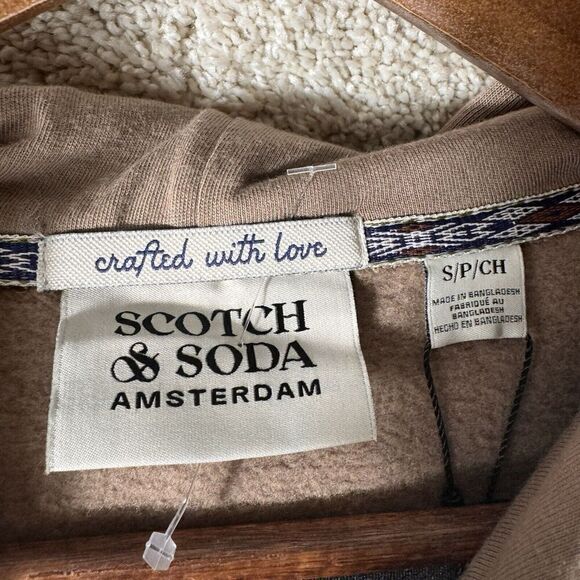 crafted with love
SCOTCH
& SODA
AMSTERDAM
S/P/CH
MADE IN BANGLADESH
FABRIQUÉ AU
BANGLADESH
HECHO EN BANGLADESH